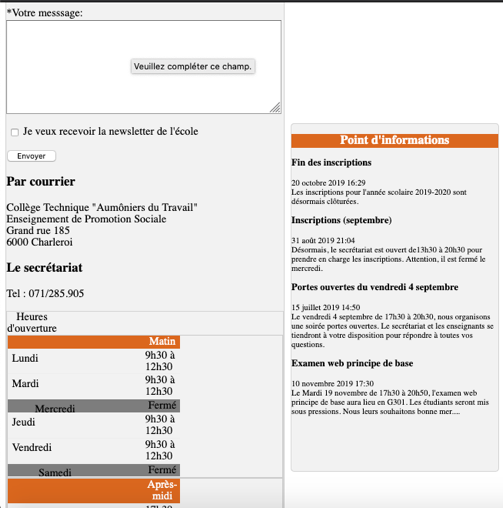 *Votre messsage:
Veuillez compléter ce champ.
Je veux recevoir la newsletter de l'école
Envoyer
Par courrier
Collège Technique "Aumôniers du Travail"
Enseignement de Promotion Sociale
Grand rue 185
6000 Charleroi
Le secrétariat
Tel : 071/285.905
Heures
d'ouverture
Matin
Lundi
9h30 à
12h30
Mardi
9h30 à
12h30
Mercredi
Fermé
Jeudi
9h30 à
12h30
Vendredi
9h30 à
12h30
Samedi
Fermé
Après-
midi
Point d'informations
Fin des inscriptions
20 octobre 2019 16:29
Les inscriptions pour l'année scolaire 2019-2020 sont
désormais clôturées.
Inscriptions (septembre)
31 août 2019 21:04
Désormais, le secrétariat est ouvert de13h30 à 20h30 pour
prendre en charge les inscriptions. Attention, il est fermé le
mercredi.
Portes ouvertes du vendredi 4 septembre
15 juillet 2019 14:50
Le vendredi 4 septembre de 17h30 à 20h30, nous organisons
une soirée portes ouvertes. Le secrétariat et les enseignants se
tiendront à votre disposition pour répondre à toutes vos
questions.
Examen web principe de base
10 novembre 2019 17:30
Le Mardi 19 novembre de 17h30 à 20h50, l'examen web
principe de base aura lieu en G301. Les étudiants seront mis
sous pressions. Nous leurs souhaitons bonne mer....